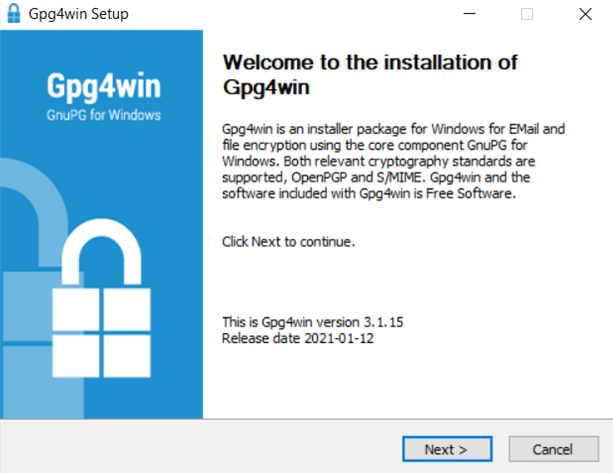 Gpg4win Setup
Gpg4win
GnuPG for Windows
Welcome to the installation of
Gpg4win
Gpg4win is an installer package for Windows for EMail and
file encryption using the core component GnuPG for
Windows. Both relevant cryptography standards are
supported, OpenPGP and S/MIME. Gpg4win and the
software included with Gpg4win is Free Software.
Click Next to continue.
This is Gpg4win version 3.1.15
Release date 2021-01-12
Next >
Cancel